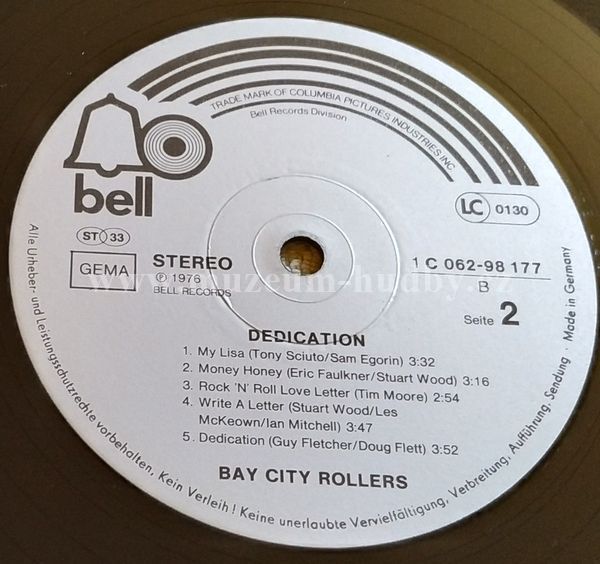 TRADE MARK OF COLUMBIA PICTURES INDUSTRIES INC.
Bell Records Division
bell
LC 0130
ST 33
GEMA
STEREO
℗ 1976
BELL RECORDS
1 C 062-98 177
B
Seite 2
www.muzeum-hudby.cz
DEDICATION
1. My Lisa (Tony Sciuto/Sam Egorin) 3:32
2. Money Honey (Eric Faulkner/Stuart Wood) 3:16
3. Rock 'N' Roll Love Letter (Tim Moore) 2:54
4. Write A Letter (Stuart Wood/Les
McKeown/Ian Mitchell) 3:47
5. Dedication (Guy Fletcher/Doug Flett) 3:52
BAY CITY ROLLERS
Alle Urheber- und Leistungsschutzrechte vorbehalten, Kein Verleih! Keine unerlaubte Vervielfältigung, Verbreitung, Aufführung, Sendung · Made in Germany